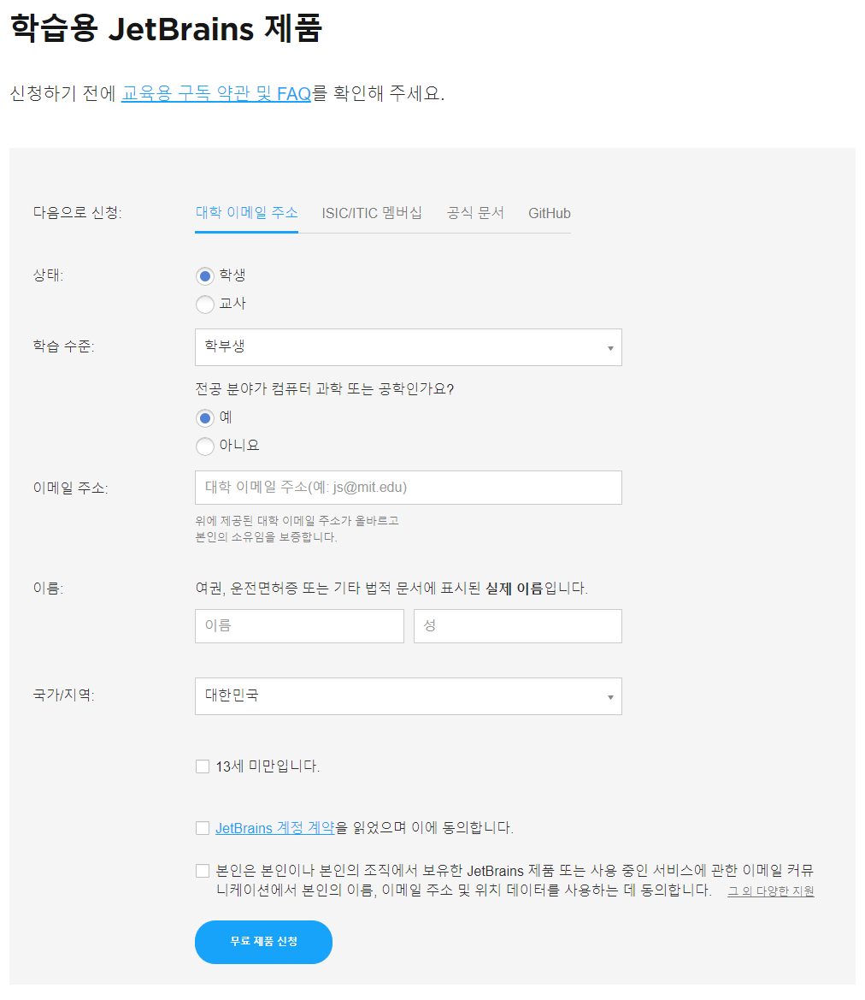 학습용 JetBrains 제품
신청하기 전에 교육용 구독 약관 및 FAQ를 확인해 주세요.
다음으로 신청: 대학 이메일 주소 ISIC/ITIC 멤버십 공식 문서 GitHub
상태: 학생
교사
학습 수준: 학부생
전공 분야가 컴퓨터 과학 또는 공학인가요?
예
아니요
이메일 주소: 대학 이메일 주소(예: js@mit.edu)
위에 제공된 대학 이메일 주소가 올바르고
본인의 소유임을 보증합니다.
이름: 여권, 운전면허증 또는 기타 법적 문서에 표시된 실제 이름입니다.
이름 성
국가/지역: 대한민국
13세 미만입니다.
JetBrains 계정 계약을 읽었으며 이에 동의합니다.
본인은 본인이나 본인의 조직에서 보유한 JetBrains 제품 또는 사용 중인 서비스에 관한 이메일 커뮤
니케이션에서 본인의 이름, 이메일 주소 및 위치 데이터를 사용하는 데 동의합니다. 그 외 다양한 지원
무료 제품 신청